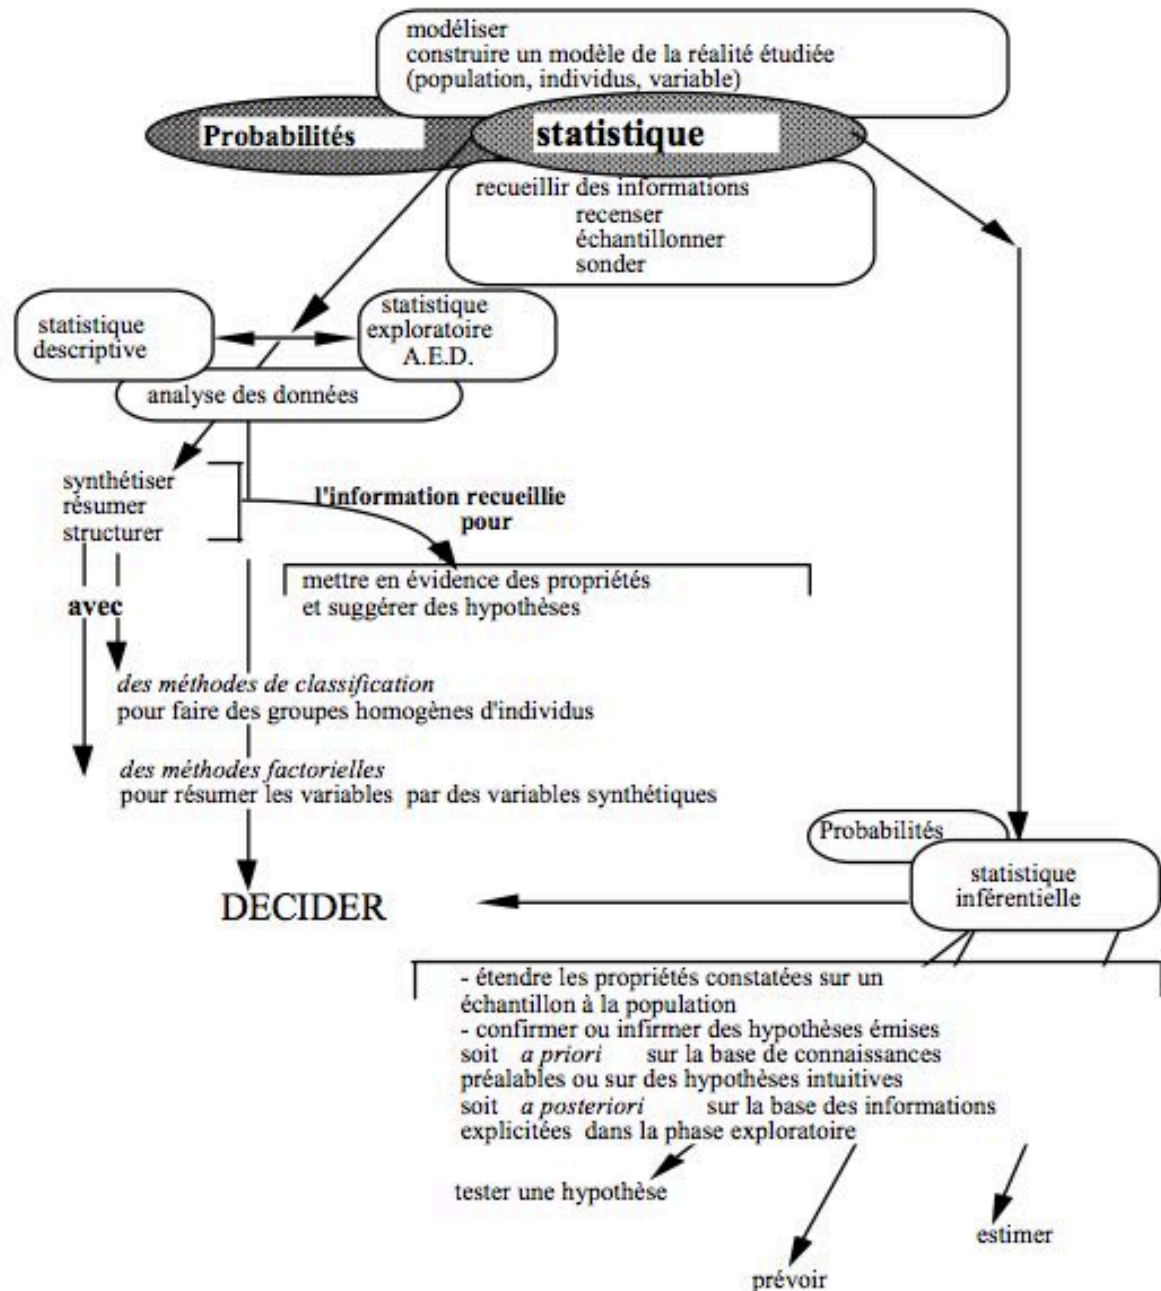 modéliser
construire un modèle de la réalité étudiée
(population, individus, variable)
Probabilités
statistique
recueillir des informations
recenser
échantillonner
sonder
statistique
descriptive
statistique
exploratoire
A.E.D.
analyse des données
synthétiser
résumer
structurer
l'information recueillie
pour
mettre en évidence des propriétés
et suggérer des hypothèses
avec
des méthodes de classification
pour faire des groupes homogènes d'individus
des méthodes factorielles
pour résumer les variables par des variables synthétiques
Probabilités
statistique
inférentielle
DECIDER
- étendre les propriétés constatées sur un
échantillon à la population
- confirmer ou infirmer des hypothèses émises
soit a priori sur la base de connaissances
préalables ou sur des hypothèses intuitives
soit a posteriori sur la base des informations
explicitées dans la phase exploratoire
tester une hypothèse
estimer
prévoir